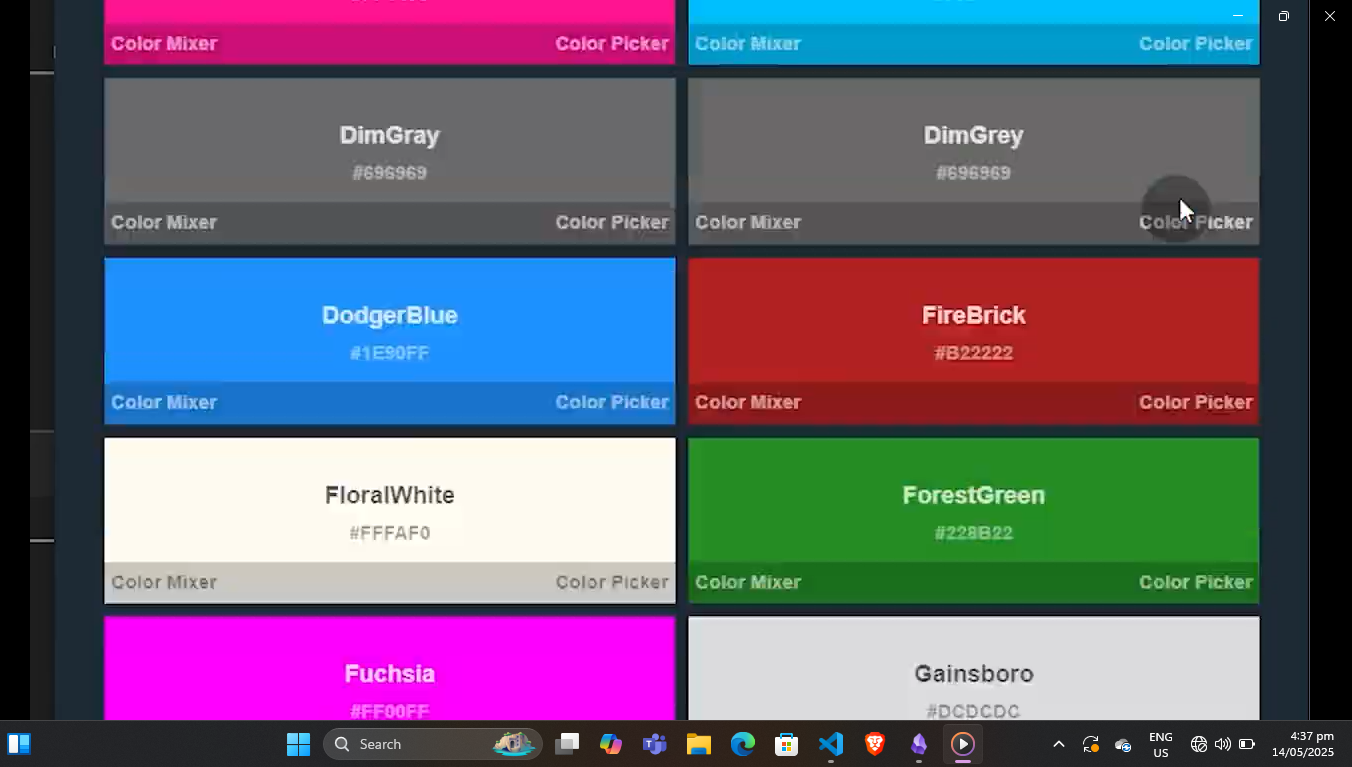 Color Mixer Color Picker
Color Mixer Color Picker
DimGray
#696969
Color Mixer Color Picker
DimGrey
#696969
Color Mixer Color Picker
DodgerBlue
#1E90FF
Color Mixer Color Picker
FireBrick
#B22222
Color Mixer Color Picker
FloralWhite
#FFFAF0
Color Mixer Color Picker
ForestGreen
#228B22
Color Mixer Color Picker
Fuchsia
#FF00FF
Gainsboro
#DCDCDC
Search
ENG
US
4:37 pm
14/05/2025